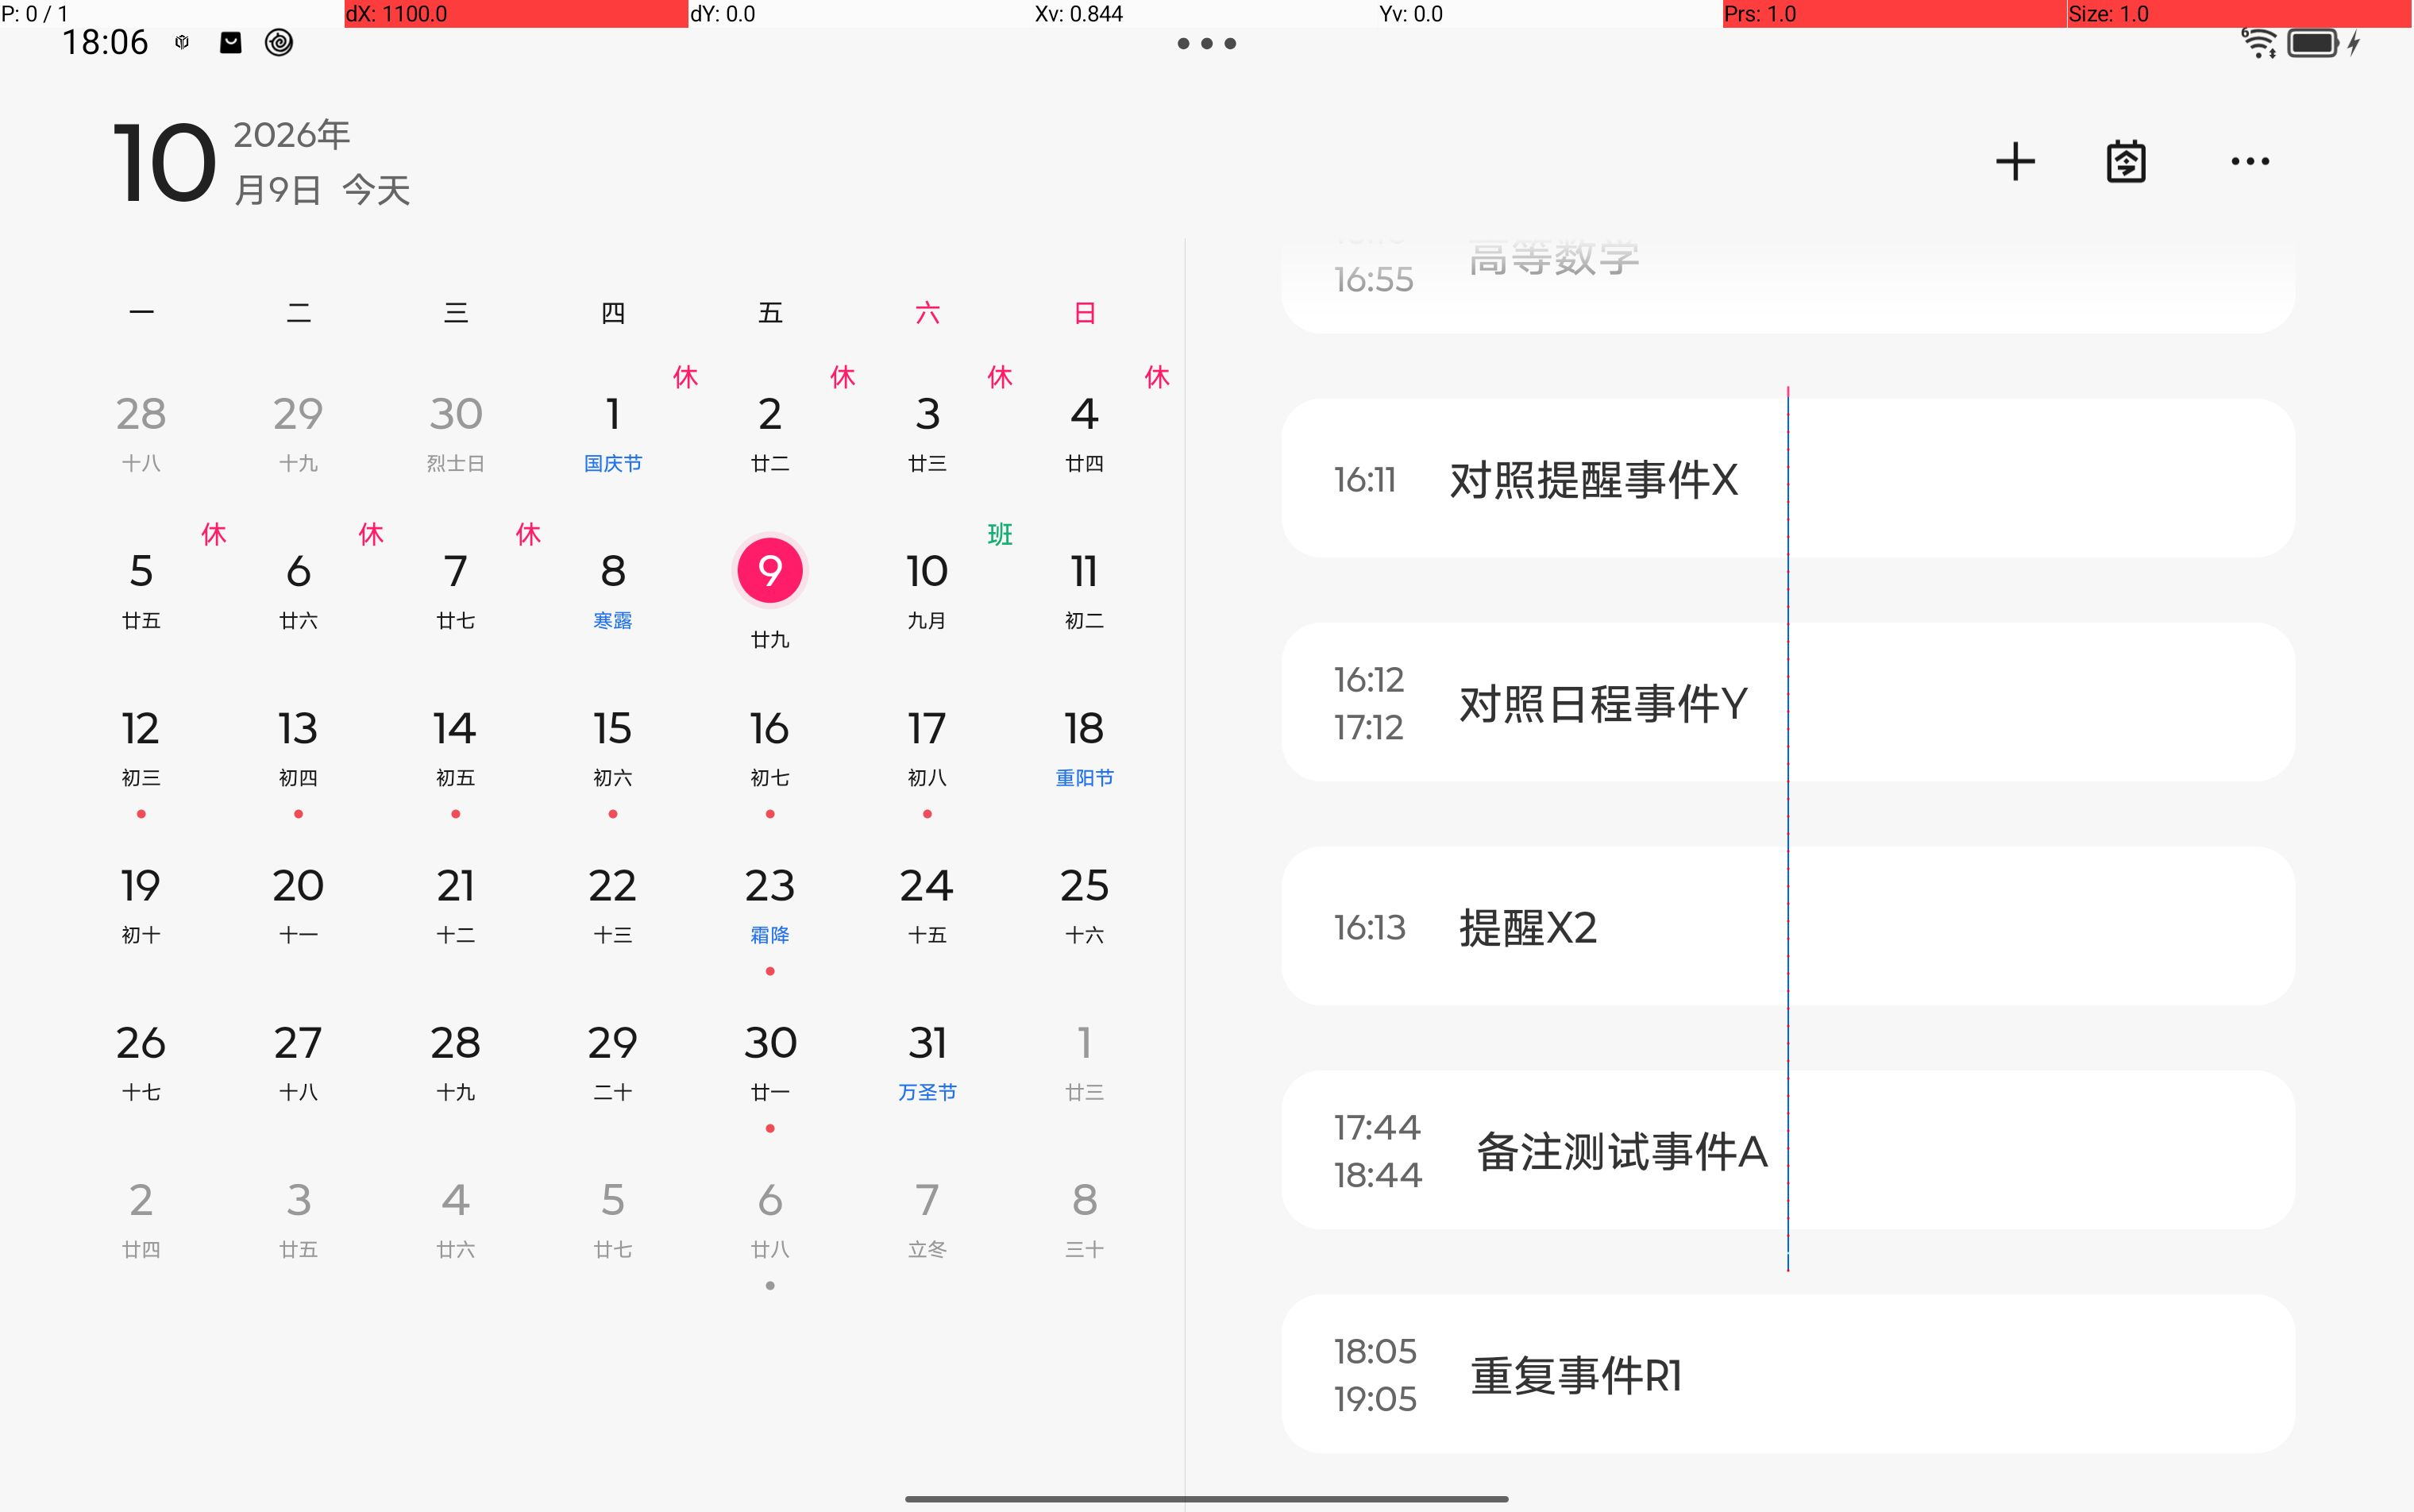 P: 0 / 1 dX: 1100.0 dY: 0.0 Xv: 0.844 Yv: 0.0 Prs: 1.0 Size: 1.0
18:06
10 2026年
月9日 今天
一 二 三 四 五 六 日
休 休 休 休
28 29 30 1 2 3 4
十八 十九 烈士日 国庆节 廿二 廿三 廿四
休 休 休 班
5 6 7 8 9 10 11
廿五 廿六 廿七 寒露 廿九 九月 初二
12 13 14 15 16 17 18
初三 初四 初五 初六 初七 初八 重阳节
19 20 21 22 23 24 25
初十 十一 十二 十三 霜降 十五 十六
26 27 28 29 30 31 1
十七 十八 十九 二十 廿一 万圣节 廿三
2 3 4 5 6 7 8
廿四 廿五 廿六 廿七 廿八 立冬 三十
今
高等数学
16:55
16:11 对照提醒事件X
16:12
17:12
对照日程事件Y
16:13 提醒X2
17:44
18:44
备注测试事件A
18:05
19:05
重复事件R1